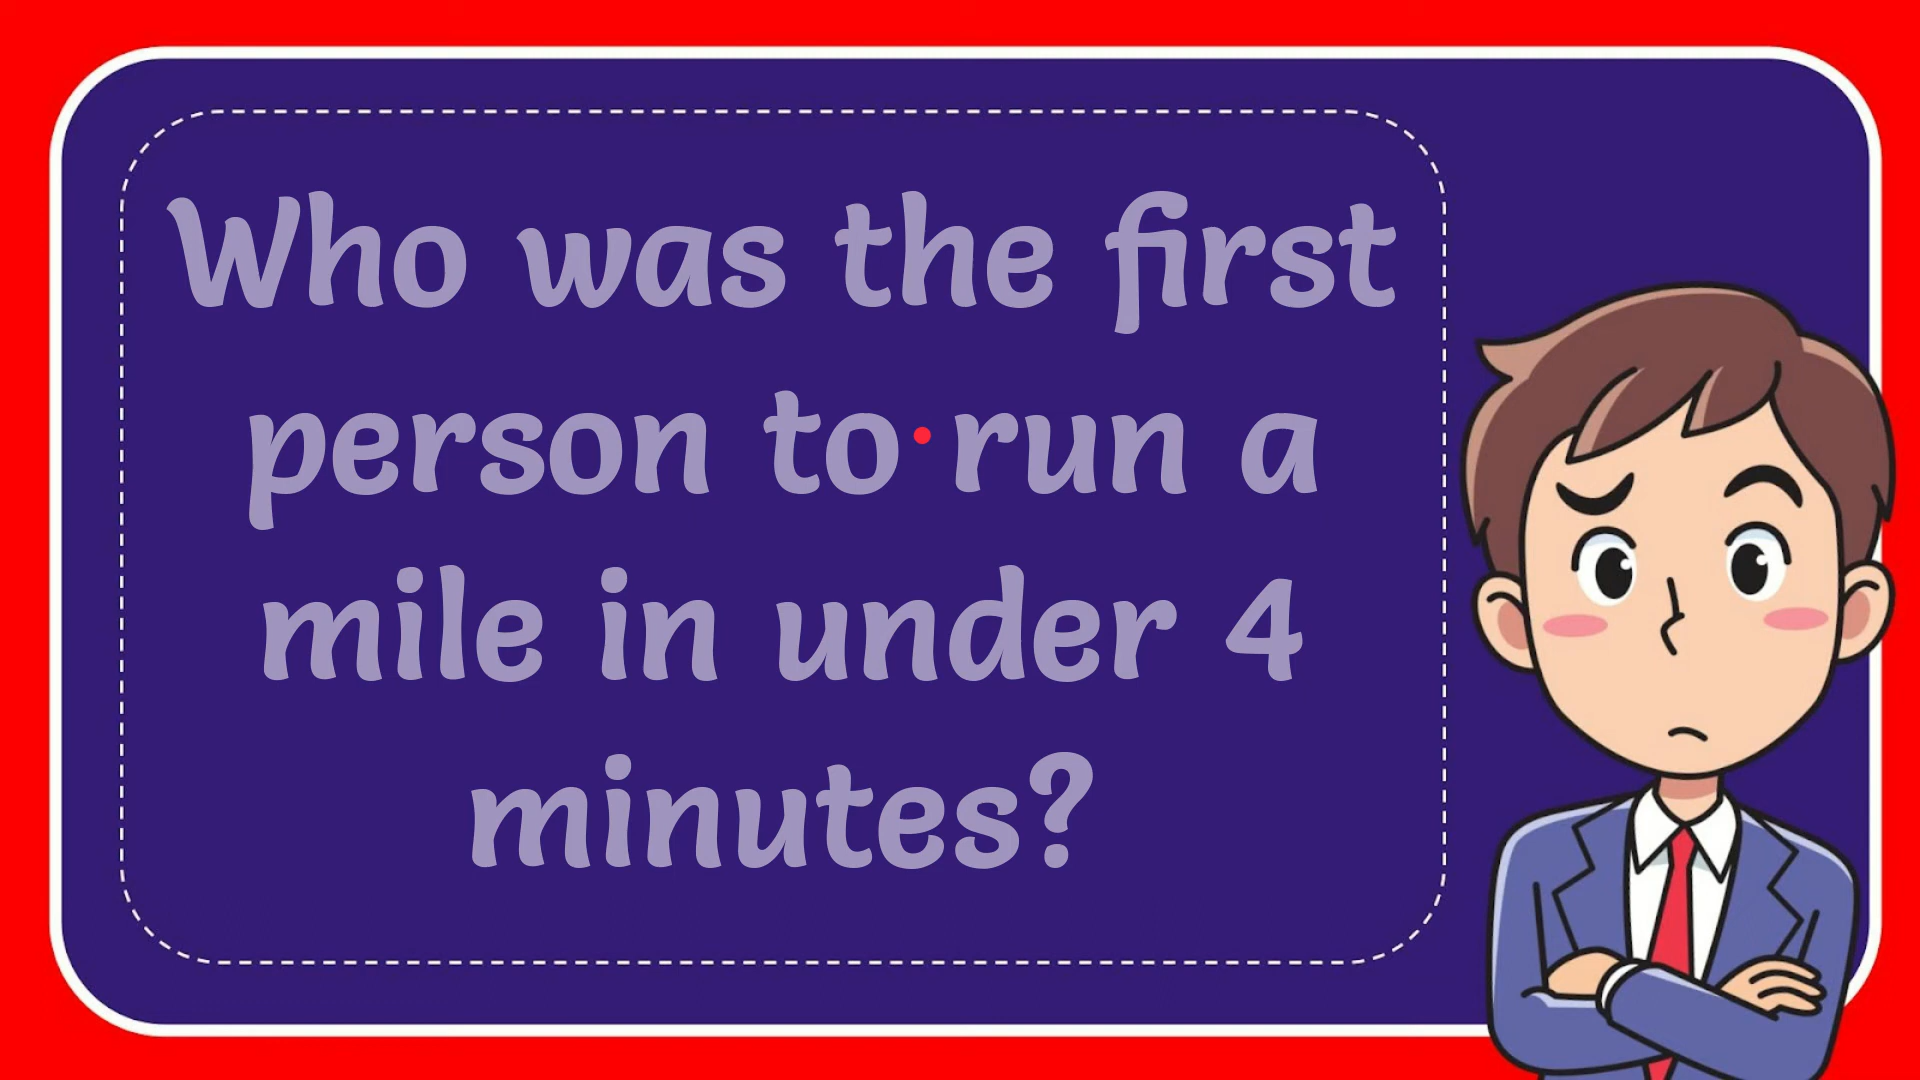 Who was the first
person to run a
mile in under 4
minutes?